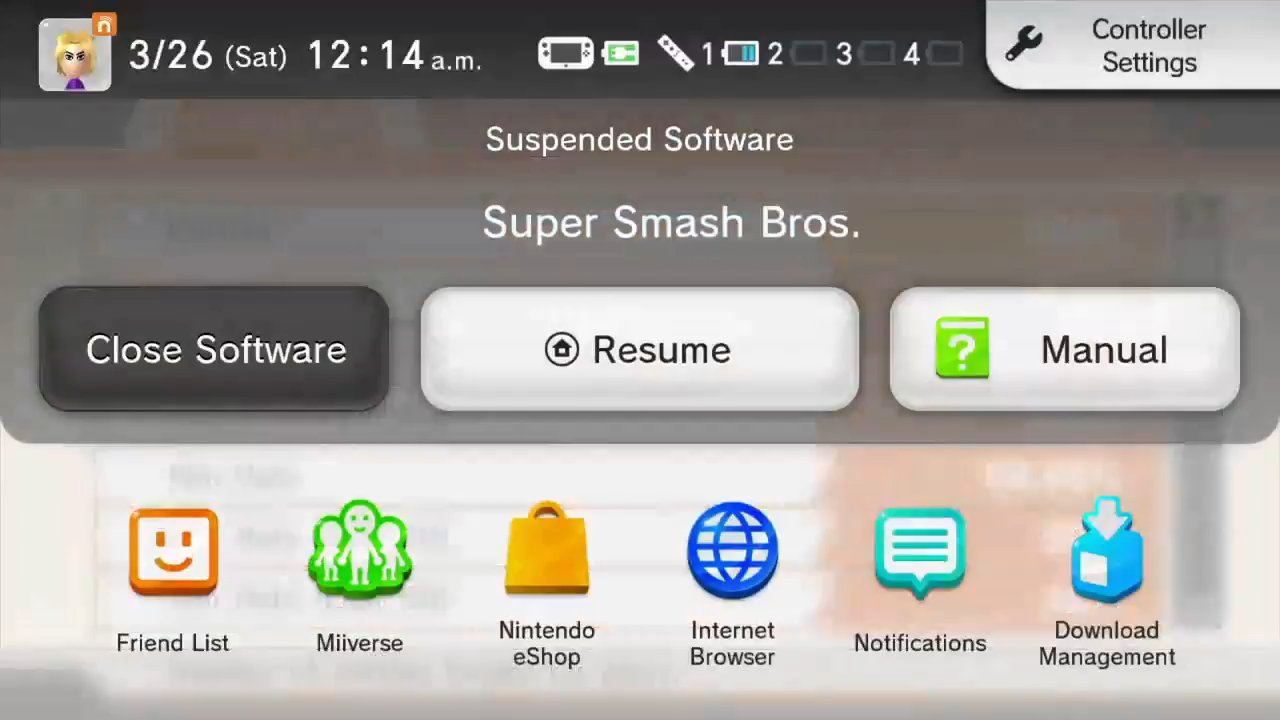 3/26 (Sat) 12:14 a.m.
1 2 3 4
Controller
Settings
Suspended Software
Super Smash Bros.
Close Software
Resume
? Manual
Friend List
Miiverse
Nintendo
eShop
Internet
Browser
Notifications
Download
Management